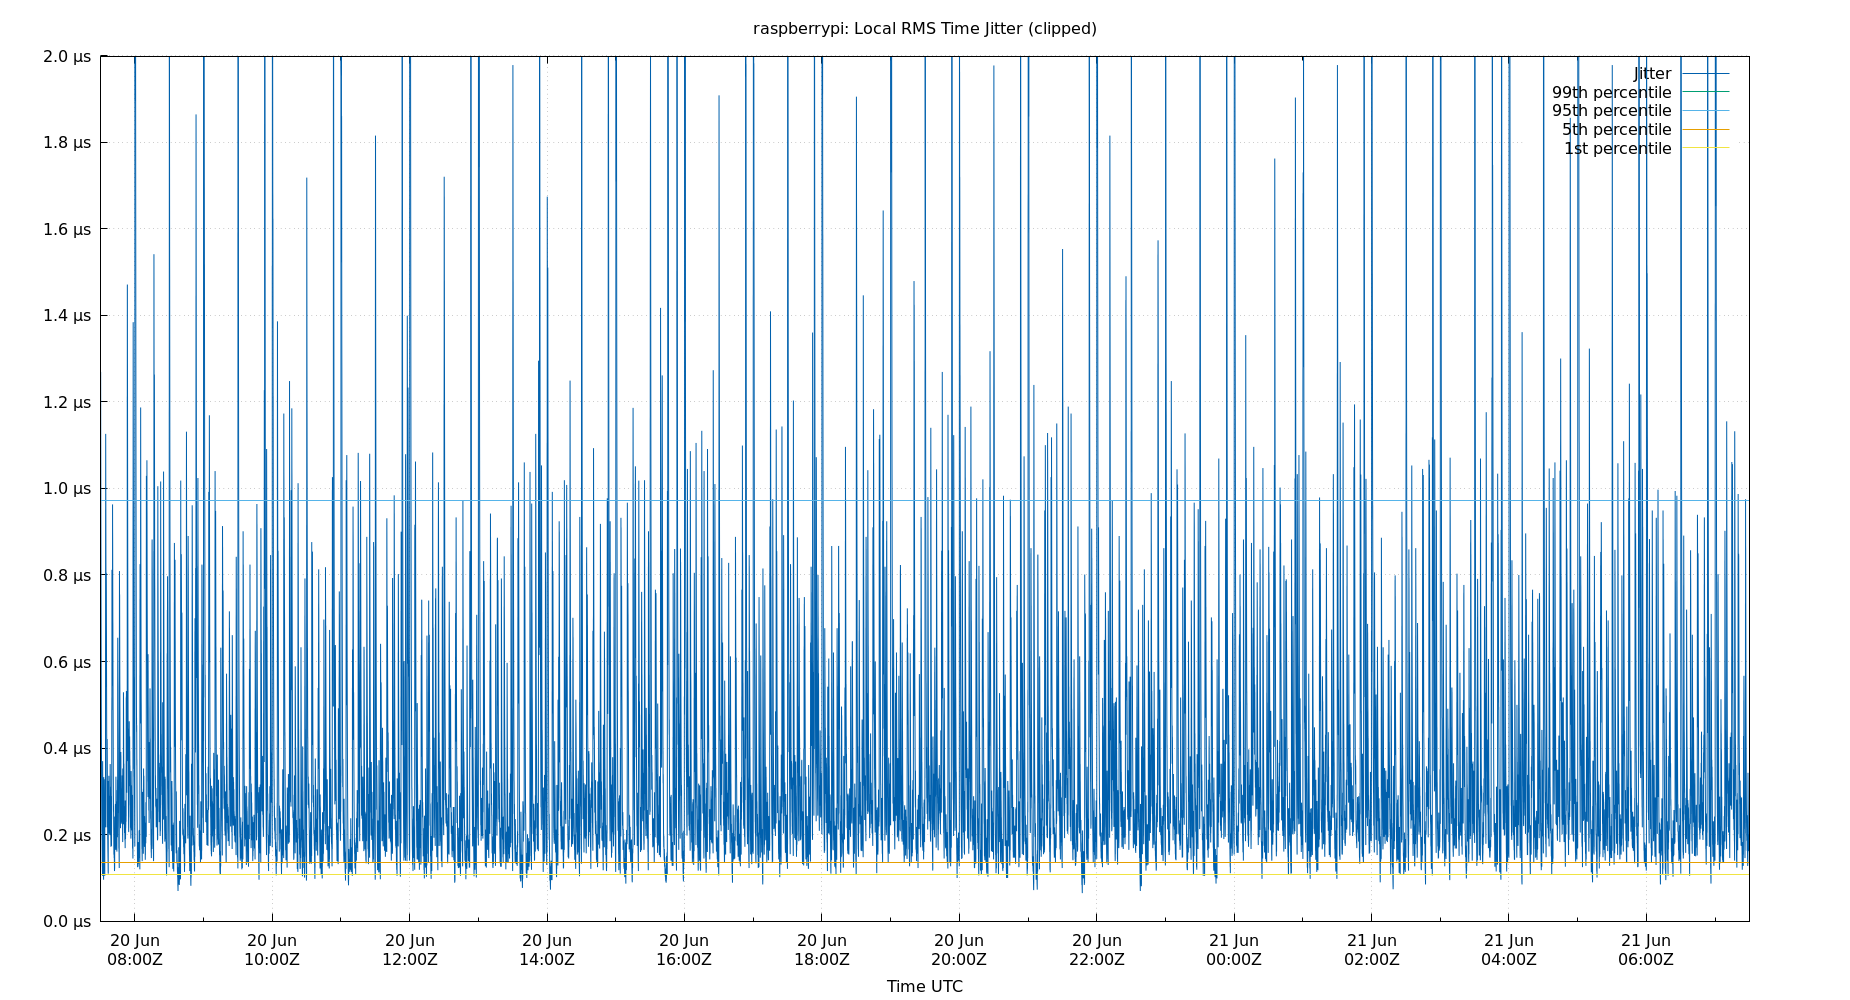 raspberrypi: Local RMS Time Jitter (clipped)
2.0 µs
1.8 µs
1.6 µs
1.4 µs
1.2 µs
1.0 µs
0.8 µs
0.6 µs
0.4 µs
0.2 µs
0.0 µs
Jitter
99th percentile
95th percentile
5th percentile
1st percentile
20 Jun 20 Jun 20 Jun 20 Jun 20 Jun 20 Jun 20 Jun 20 Jun 21 Jun 21 Jun 21 Jun 21 Jun
08:00Z 10:00Z 12:00Z 14:00Z 16:00Z 18:00Z 20:00Z 22:00Z 00:00Z 02:00Z 04:00Z 06:00Z
Time UTC